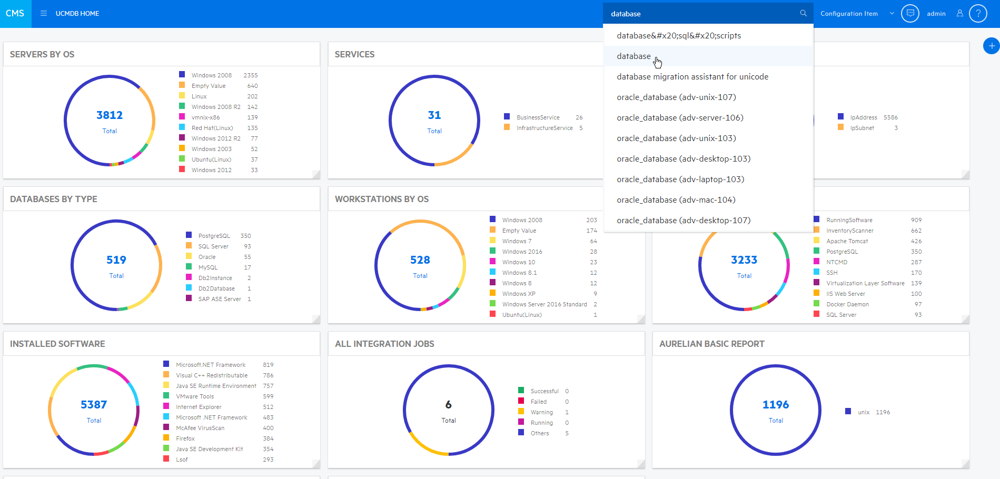 CMS
UCMDB HOME
database
Configuration Item
admin
?
database&#x20;sql&#x20;scripts
database
database migration assistant for unicode
oracle_database (adv-unix-107)
oracle_database (adv-server-106)
oracle_database (adv-unix-103)
oracle_database (adv-desktop-103)
oracle_database (adv-laptop-103)
oracle_database (adv-mac-104)
oracle_database (adv-desktop-107)
SERVERS BY OS
3812
Total
Windows 2008 2355
Empty Value 640
Linux 202
Windows 2008 R2 142
vmnix-x86 139
Red Hat(Linux) 135
Windows 2012 R2 77
Windows 2003 52
Ubuntu(Linux) 37
Windows 2012 33
SERVICES
31
Total
BusinessService 26
InfrastructureService 5
IpAddress 5586
IpSubnet 3
DATABASES BY TYPE
519
Total
PostgreSQL 350
SQL Server 93
Oracle 55
MySQL 17
Db2Instance 2
Db2Database 1
SAP ASE Server 1
WORKSTATIONS BY OS
528
Total
Windows 2008 203
Empty Value 174
Windows 7 64
Windows 2016 28
Windows 10 23
Windows 8.1 12
Windows 8 12
Windows XP 9
Windows Server 2016 Standard 2
Ubuntu(Linux) 1
3233
Total
RunningSoftware 909
InventoryScanner 662
Apache Tomcat 426
PostgreSQL 350
NTCMD 287
SSH 170
Virtualization Layer Software 139
IIS Web Server 100
Docker Daemon 97
SQL Server 93
INSTALLED SOFTWARE
5387
Total
Microsoft.NET Framework 819
Visual C++ Redistributable 786
Java SE Runtime Environment 757
VMware Tools 599
Internet Explorer 512
Microsoft .NET Framework 483
McAfee VirusScan 400
Firefox 384
Java SE Development Kit 354
Lsof 293
ALL INTEGRATION JOBS
6
Total
Successful 0
Failed 0
Warning 1
Running 0
Others 5
AURELIAN BASIC REPORT
1196
Total
unix 1196